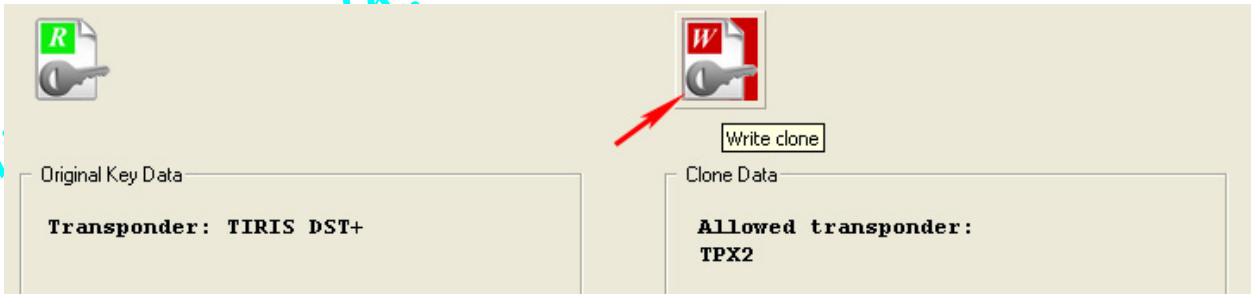 R
W
Write clone
Original Key Data
Clone Data
Transponder: TIRIS DST+
Allowed transponder:
TPX2